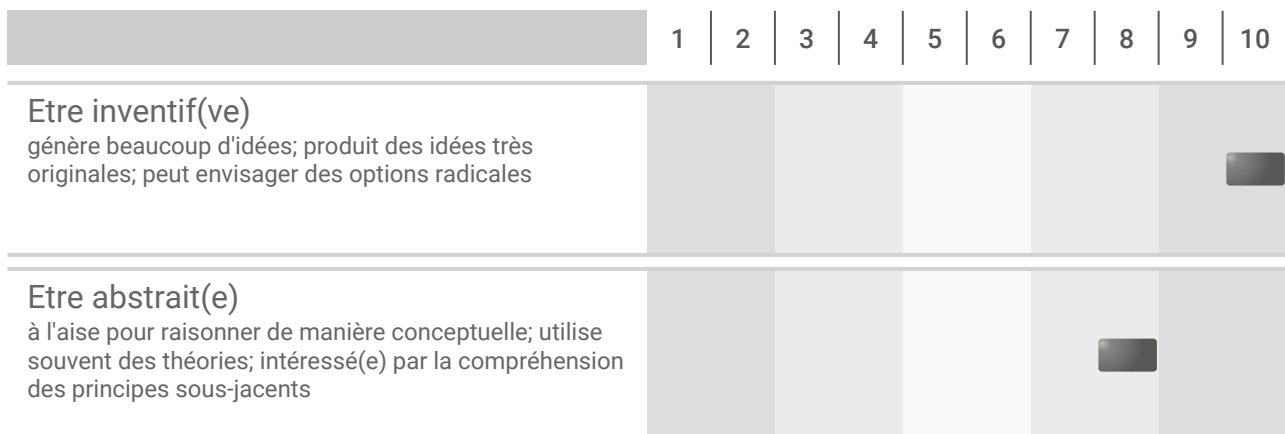 1 2 3 4 5 6 7 8 9 10
Etre inventif(ve)
génère beaucoup d'idées; produit des idées très
originales; peut envisager des options radicales
Etre abstrait(e)
à l'aise pour raisonner de manière conceptuelle; utilise
souvent des théories; intéressé(e) par la compréhension
des principes sous-jacents